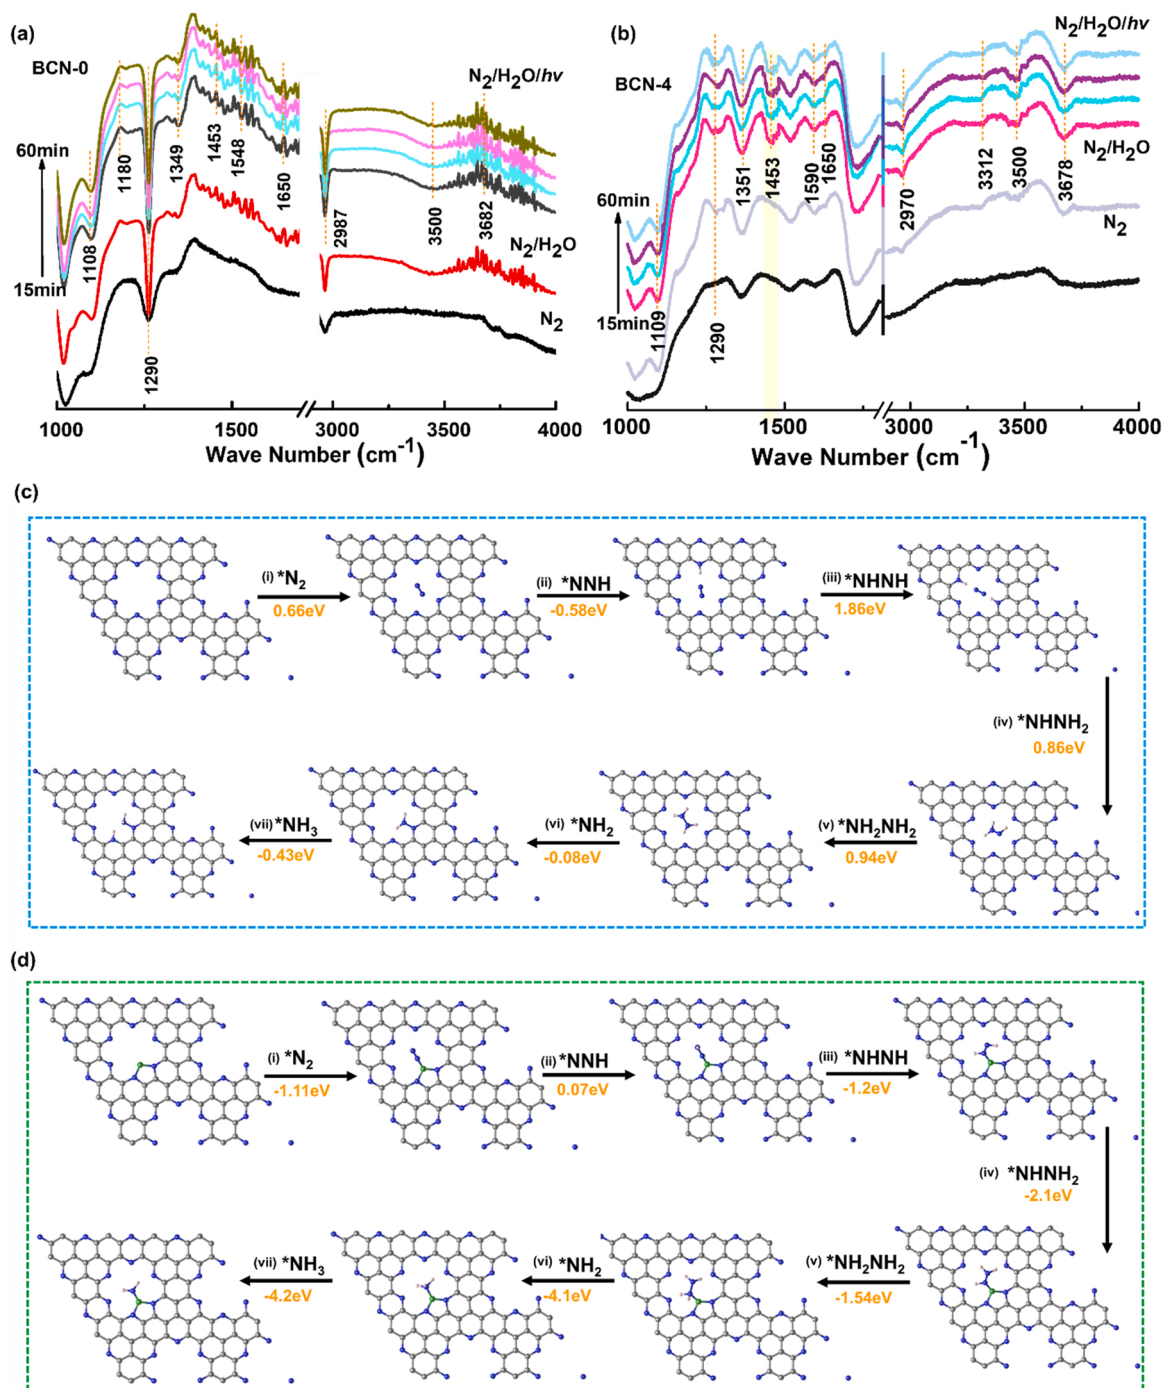 (a)
BCN-0
N₂/H₂O/hv
60min
15min
1108
1180
1290
1349
1453
1548
1650
2987
3500
3682
N₂/H₂O
N₂
1000
1500
3000
3500
4000
Wave Number (cm⁻¹)
(b)
BCN-4
N₂/H₂O/hv
N₂/H₂O
N₂
60min
15min
1109
1290
1351
1453
1590
1650
2970
3312
3500
3678
1000
1500
3000
3500
4000
Wave Number (cm⁻¹)
(c)
(i) *N₂
0.66eV
(ii) *NNH
-0.58eV
(iii) *NHNH
1.86eV
(iv) *NHNH₂
0.86eV
(v) *NH₂NH₂
0.94eV
(vi) *NH₂
-0.08eV
(vii) *NH₃
-0.43eV
(d)
(i) *N₂
-1.11eV
(ii) *NNH
0.07eV
(iii) *NHNH
-1.2eV
(iv) *NHNH₂
-2.1eV
(v) *NH₂NH₂
-1.54eV
(vi) *NH₂
-4.1eV
(vii) *NH₃
-4.2eV